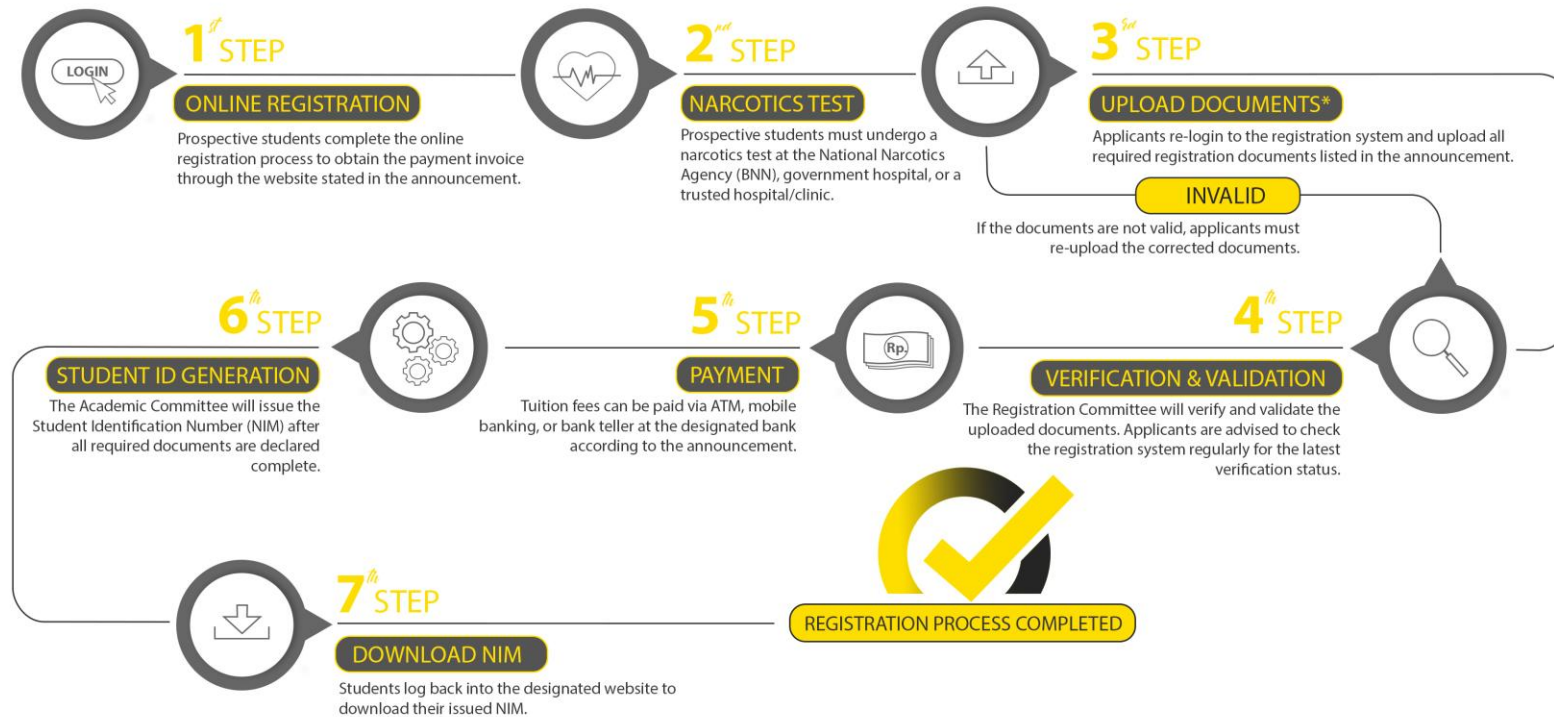 LOGIN
1st STEP
ONLINE REGISTRATION
Prospective students complete the online
registration process to obtain the payment invoice
through the website stated in the announcement.
2nd STEP
NARCOTICS TEST
Prospective students must undergo a
narcotics test at the National Narcotics
Agency (BNN), government hospital, or a
trusted hospital/clinic.
3rd STEP
UPLOAD DOCUMENTS*
Applicants re-login to the registration system and upload all
required registration documents listed in the announcement.
INVALID
If the documents are not valid, applicants must
re-upload the corrected documents.
4th STEP
VERIFICATION & VALIDATION
The Registration Committee will verify and validate the
uploaded documents. Applicants are advised to check
the registration system regularly for the latest
verification status.
Rp.
5th STEP
PAYMENT
Tuition fees can be paid via ATM, mobile
banking, or bank teller at the designated bank
according to the announcement.
6th STEP
STUDENT ID GENERATION
The Academic Committee will issue the
Student Identification Number (NIM) after
all required documents are declared
complete.
7th STEP
DOWNLOAD NIM
Students log back into the designated website to
download their issued NIM.
REGISTRATION PROCESS COMPLETED